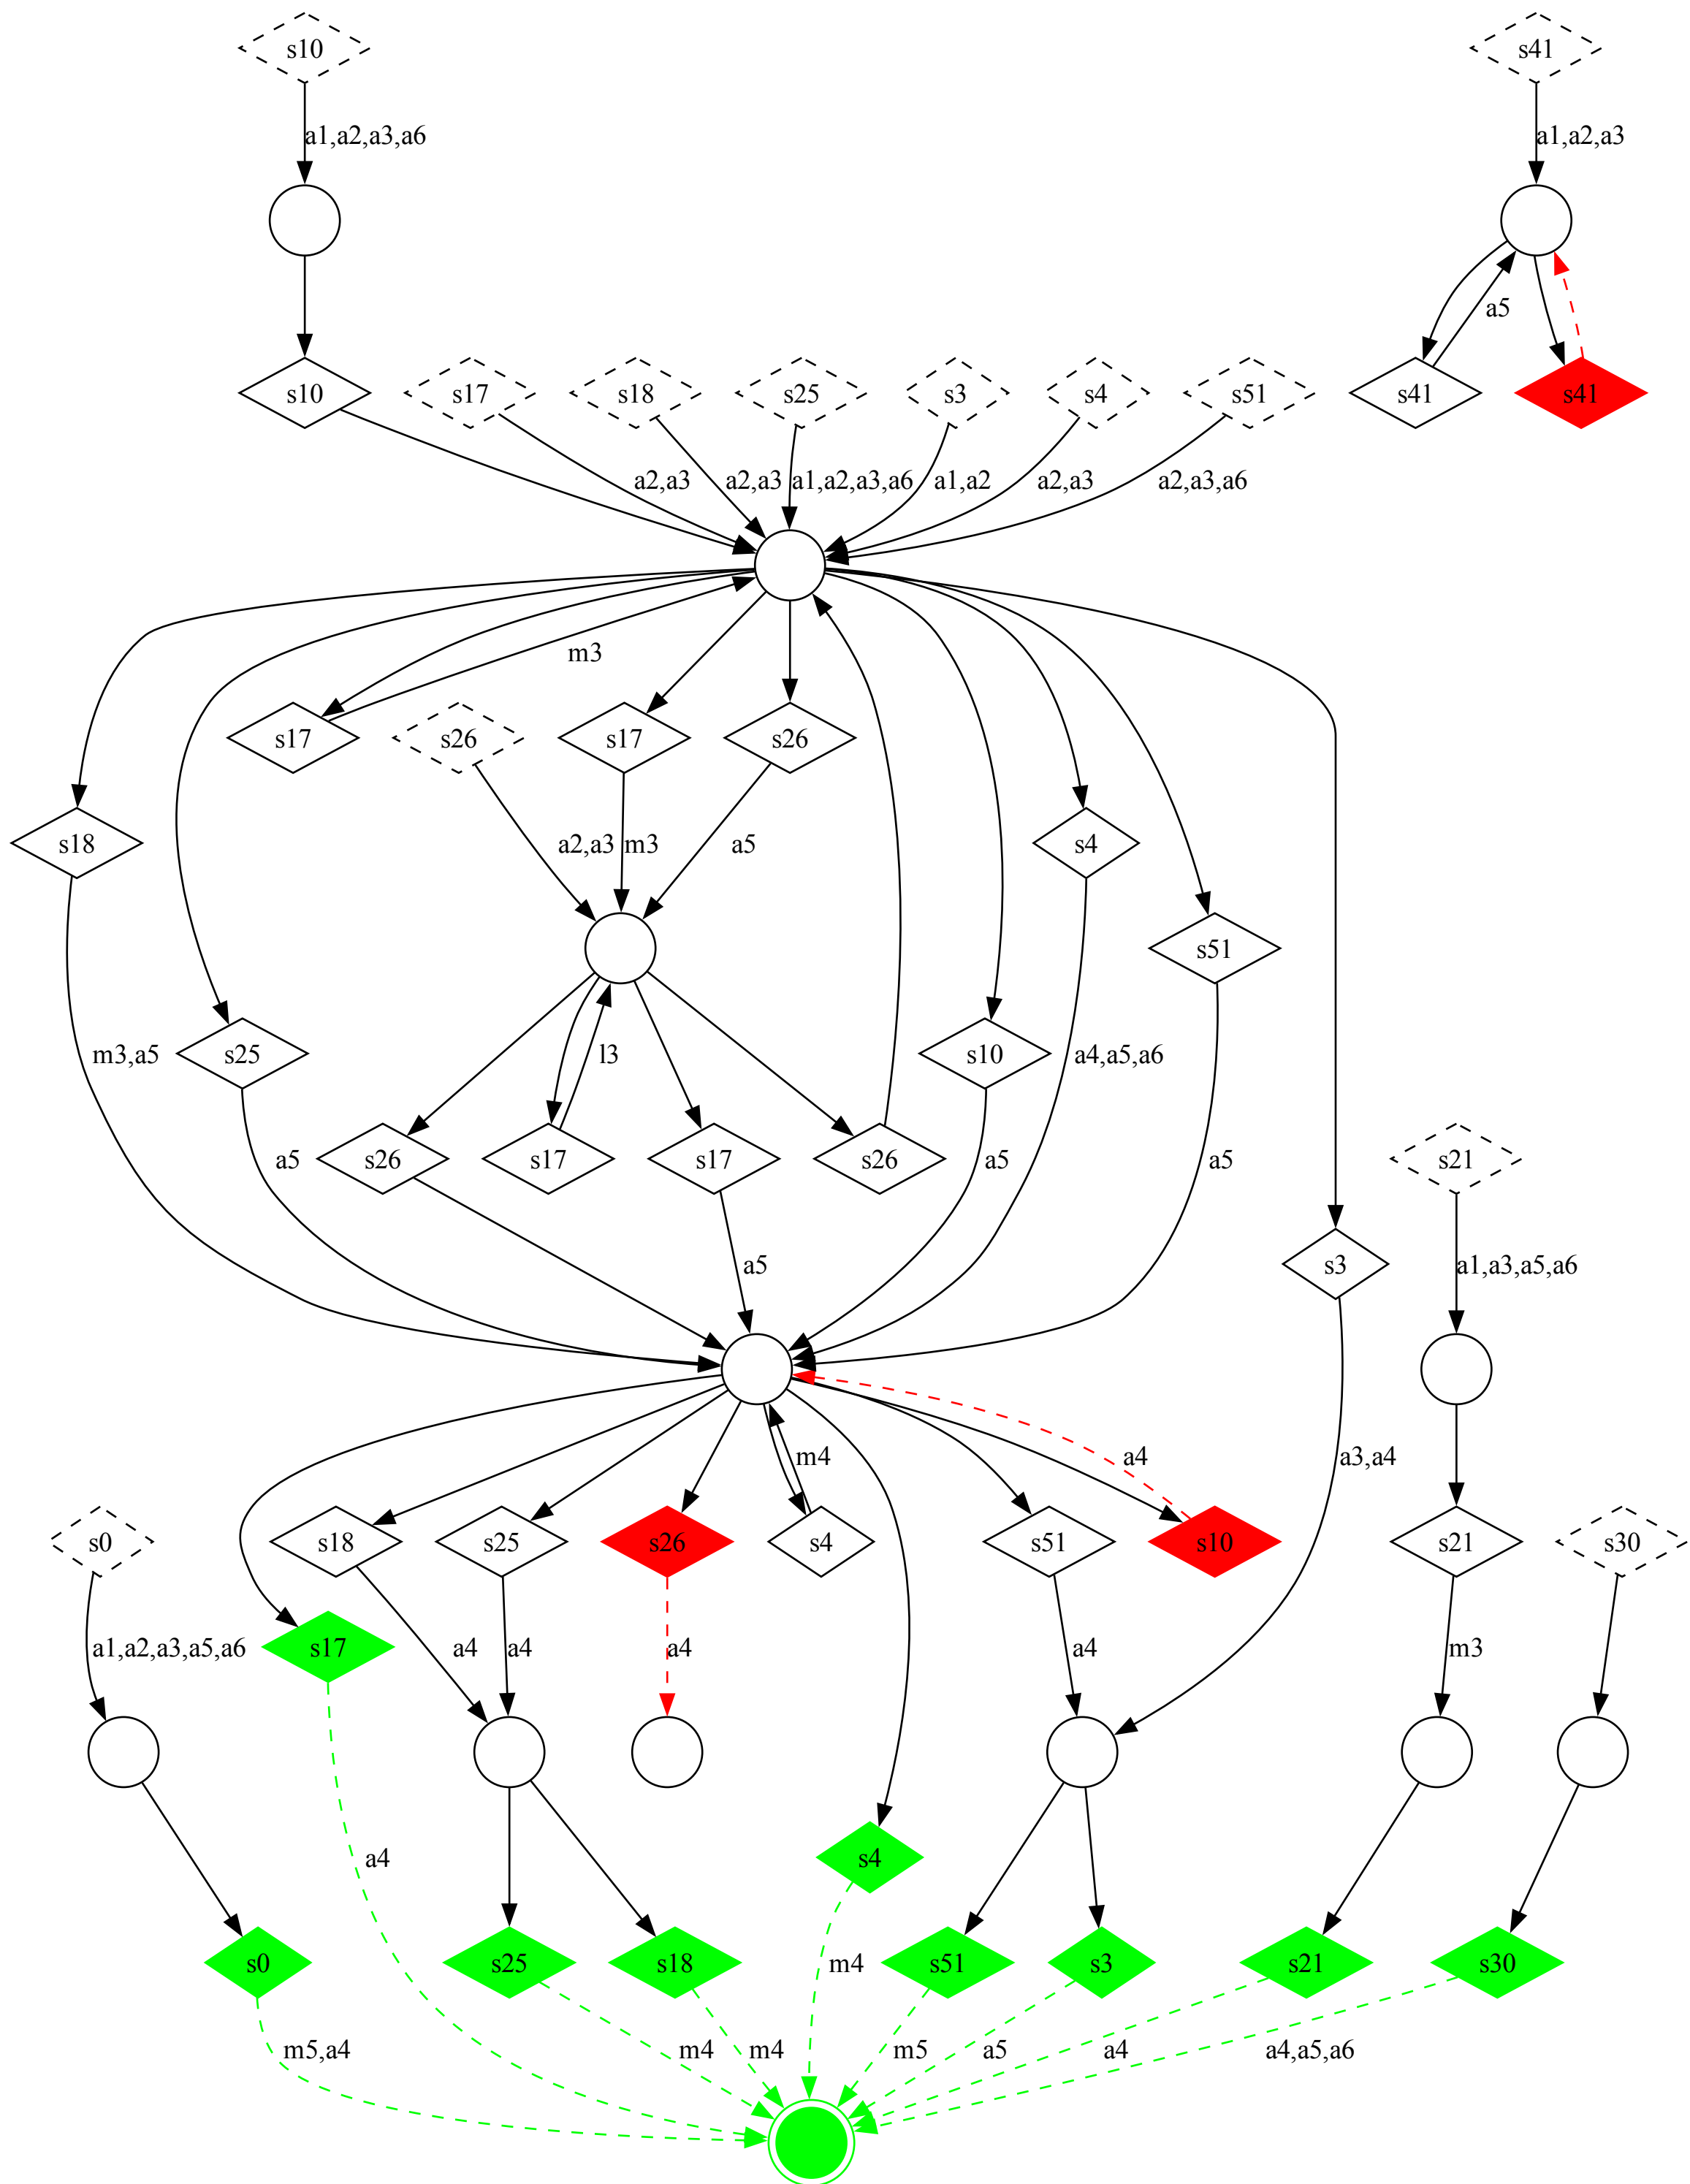 s10
s41
a1,a2,a3,a6
a1,a2,a3
a5
s10
s17
s18
s25
s3
s4
s51
s41
s41
a2,a3
a2,a3
a1,a2,a3,a6
a1,a2
a2,a3
a2,a3,a6
m3
s17
s26
s17
s26
s18
a2,a3
m3
a5
s4
s51
m3,a5
s25
l3
s10
a4,a5,a6
a5
s26
s17
s17
s26
a5
a5
s21
a5
s3
a1,a3,a5,a6
m4
a4
a3,a4
s0
s18
s25
s26
s4
s51
s10
s21
s30
a1,a2,a3,a5,a6
s17
a4
a4
a4
a4
m3
a4
s4
s0
s25
s18
m4
s51
s3
s21
s30
m5,a4
m4
m4
m5
a5
a4
a4,a5,a6